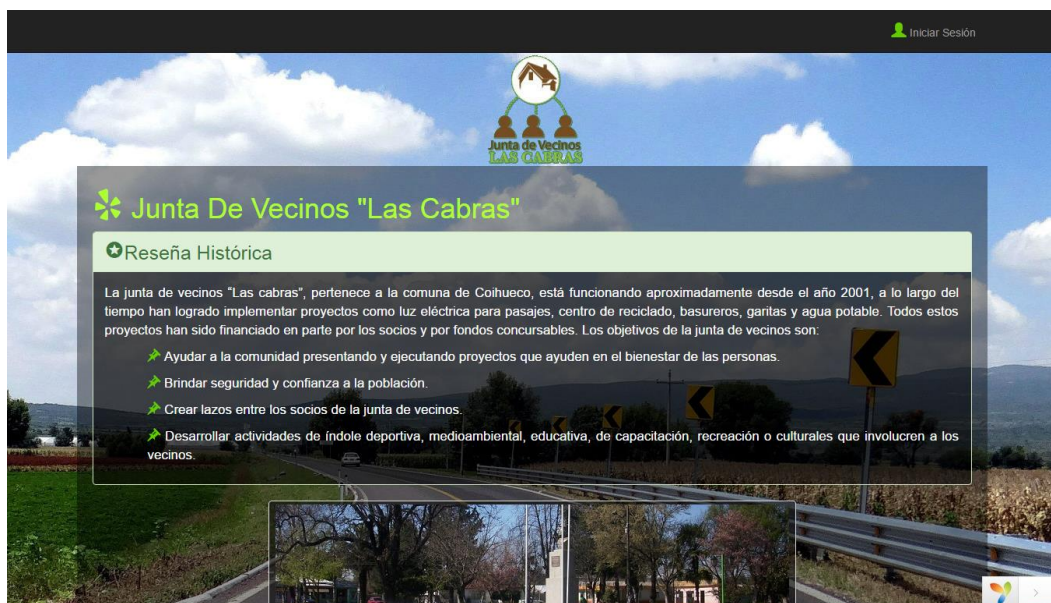 Iniciar Sesión
Junta de Vecinos
LAS CABRAS
Junta De Vecinos "Las Cabras"
Reseña Histórica
La junta de vecinos "Las cabras", pertenece a la comuna de Coihueco, está funcionando aproximadamente desde el año 2001, a lo largo del
tiempo han logrado implementar proyectos como luz eléctrica para pasajes, centro de reciclado, basureros, garitas y agua potable. Todos estos
proyectos han sido financiado en parte por los socios y por fondos concursables. Los objetivos de la junta de vecinos son:
Ayudar a la comunidad presentando y ejecutando proyectos que ayuden en el bienestar de las personas.
Brindar seguridad y confianza a la población.
Crear lazos entre los socios de la junta de vecinos.
Desarrollar actividades de índole deportiva, medioambiental, educativa, de capacitación, recreación o culturales que involucren a los
vecinos.